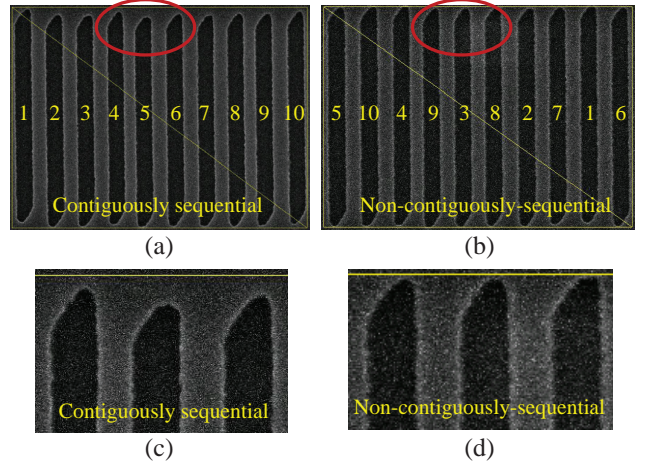 1 2 3 4 5 6 7 8 9 10
Contiguously sequential
(a)
5 10 4 9 3 8 2 7 1 6
Non-contiguously-sequential
(b)
Contiguously sequential
(c)
Non-contiguously-sequential
(d)